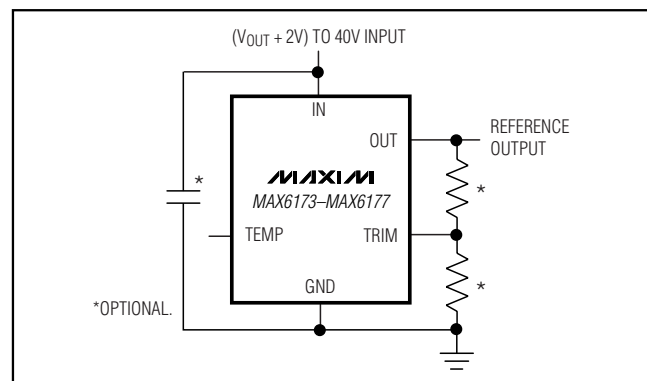 (VOUT + 2V) TO 40V INPUT
IN
OUT
REFERENCE
OUTPUT
*
MAXIM
MAX6173–MAX6177
*
TEMP
TRIM
GND
*
*OPTIONAL.